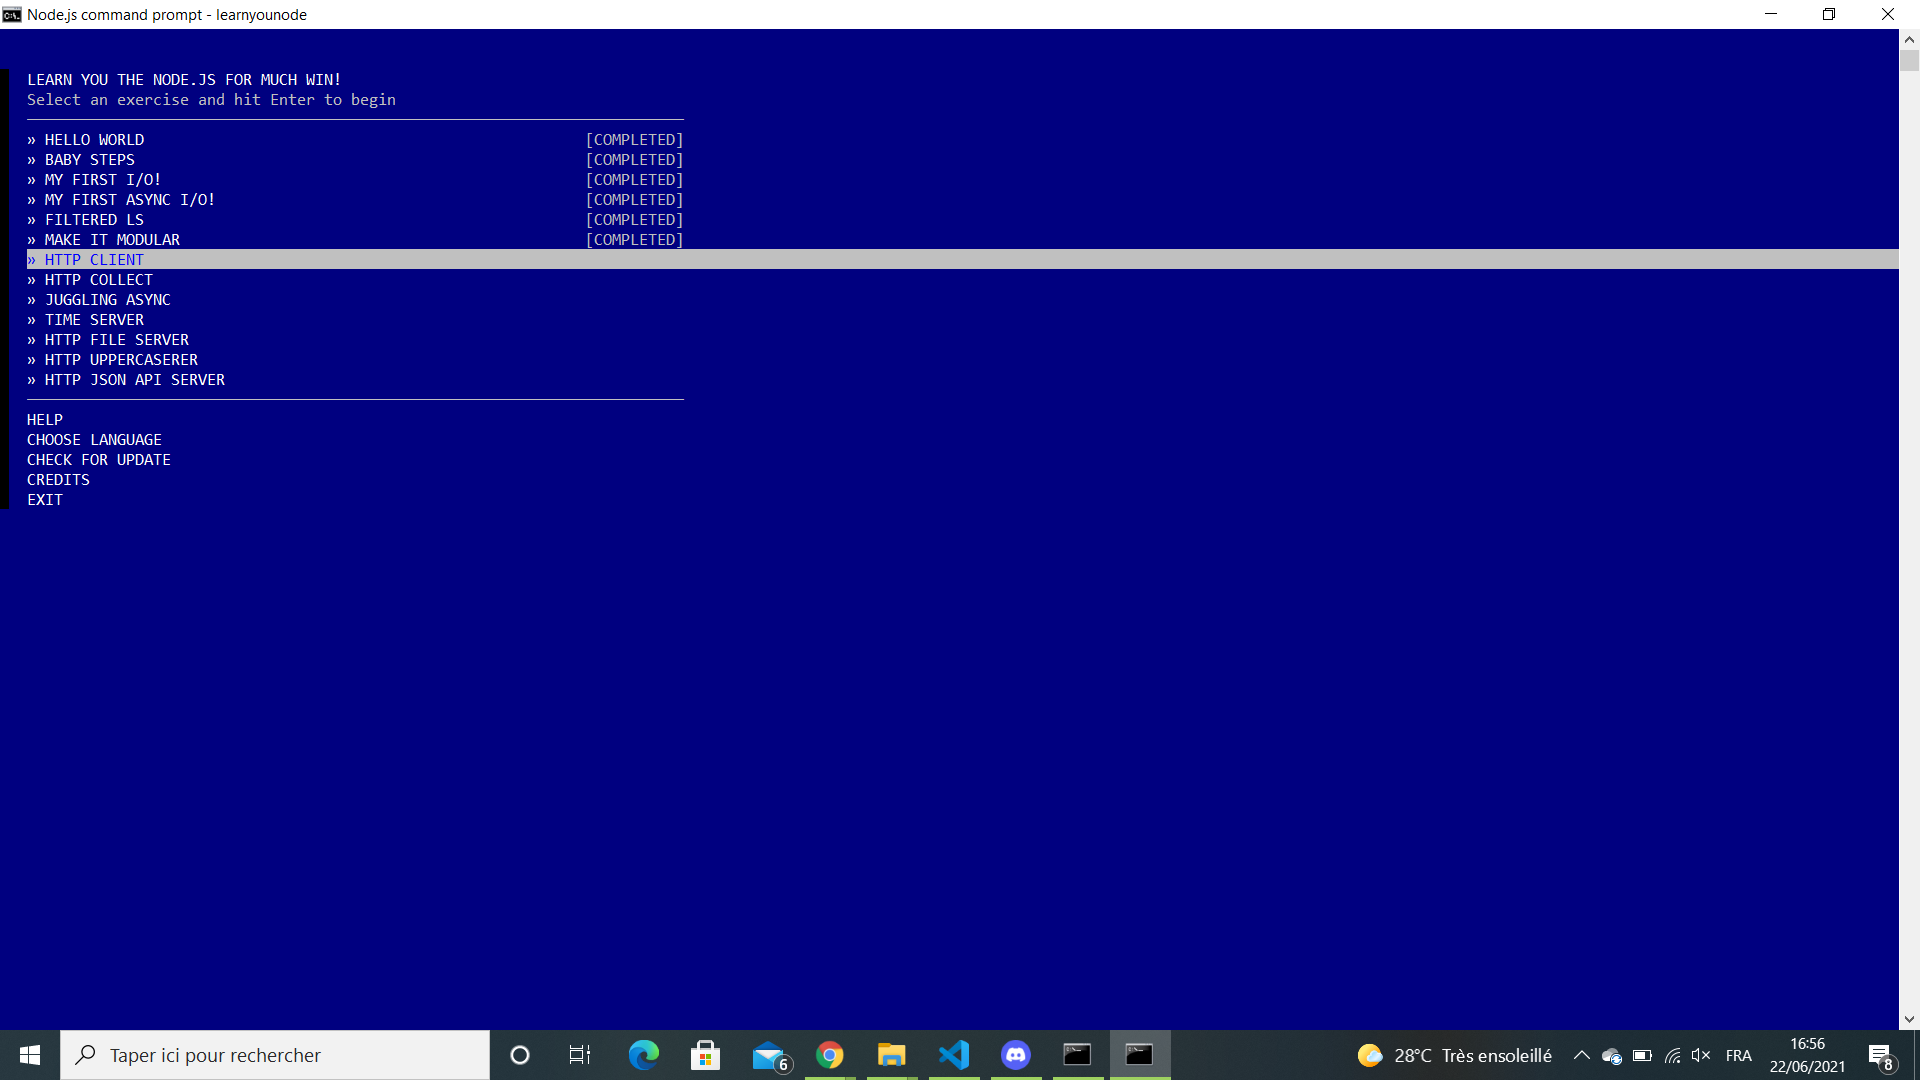 Node.js command prompt - learnyounode
LEARN YOU THE NODE.JS FOR MUCH WIN!
Select an exercise and hit Enter to begin
» HELLO WORLD [COMPLETED]
» BABY STEPS [COMPLETED]
» MY FIRST I/O! [COMPLETED]
» MY FIRST ASYNC I/O! [COMPLETED]
» FILTERED LS [COMPLETED]
» MAKE IT MODULAR [COMPLETED]
» HTTP CLIENT
» HTTP COLLECT
» JUGGLING ASYNC
» TIME SERVER
» HTTP FILE SERVER
» HTTP UPPERCASERER
» HTTP JSON API SERVER
HELP
CHOOSE LANGUAGE
CHECK FOR UPDATE
CREDITS
EXIT
Taper ici pour rechercher
6
28°C Très ensoleillé
FRA
16:56
22/06/2021
8